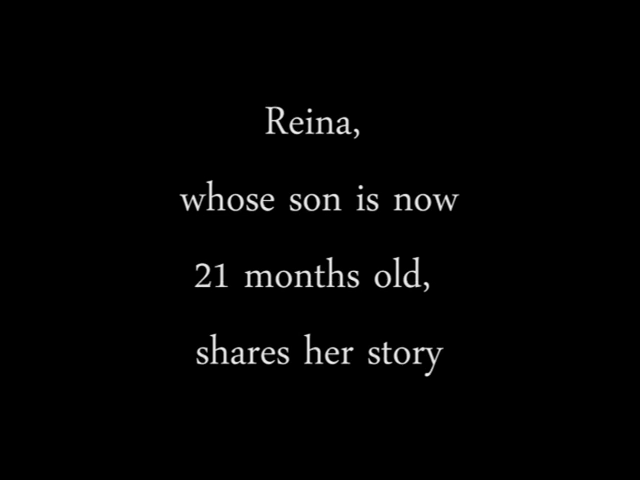 Reina,
whose son is now
21 months old,
shares her story